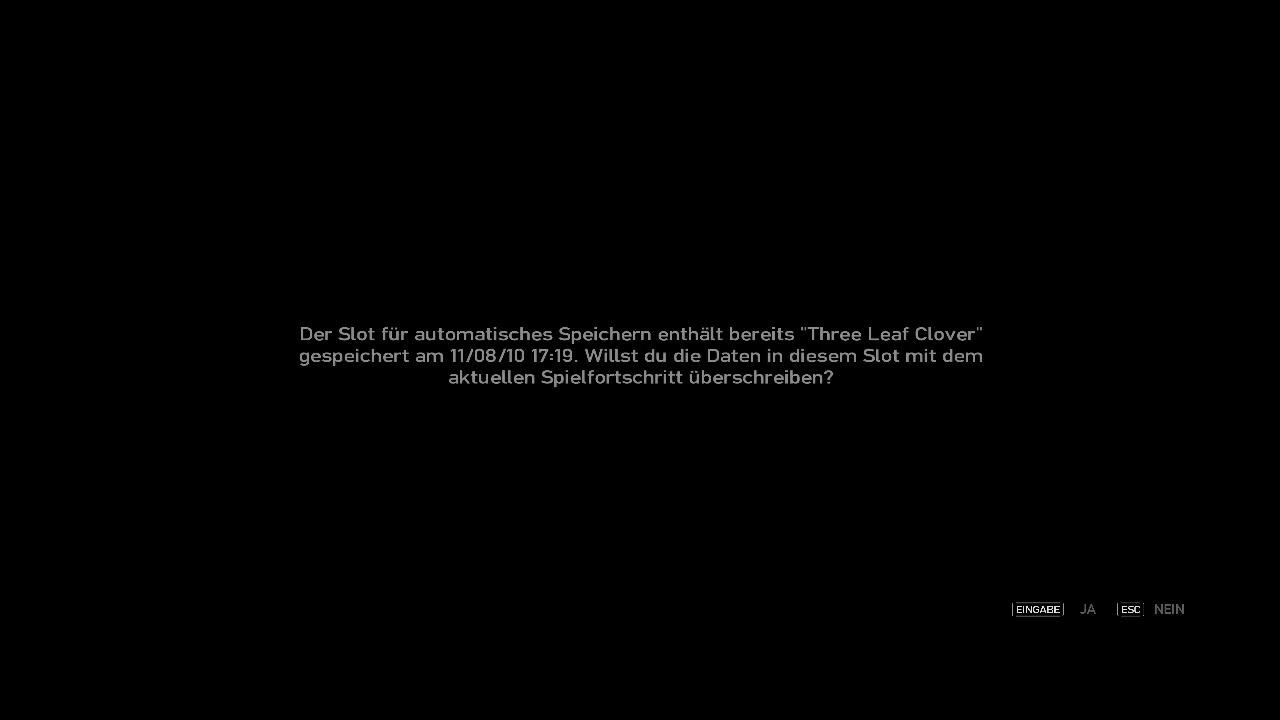 Der Slot für automatisches Speichern enthält bereits "Three Leaf Clover"
gespeichert am 11/08/10 17:19. Willst du die Daten in diesem Slot mit dem
aktuellen Spielfortschritt überschreiben?
EINGABE JA ESC NEIN